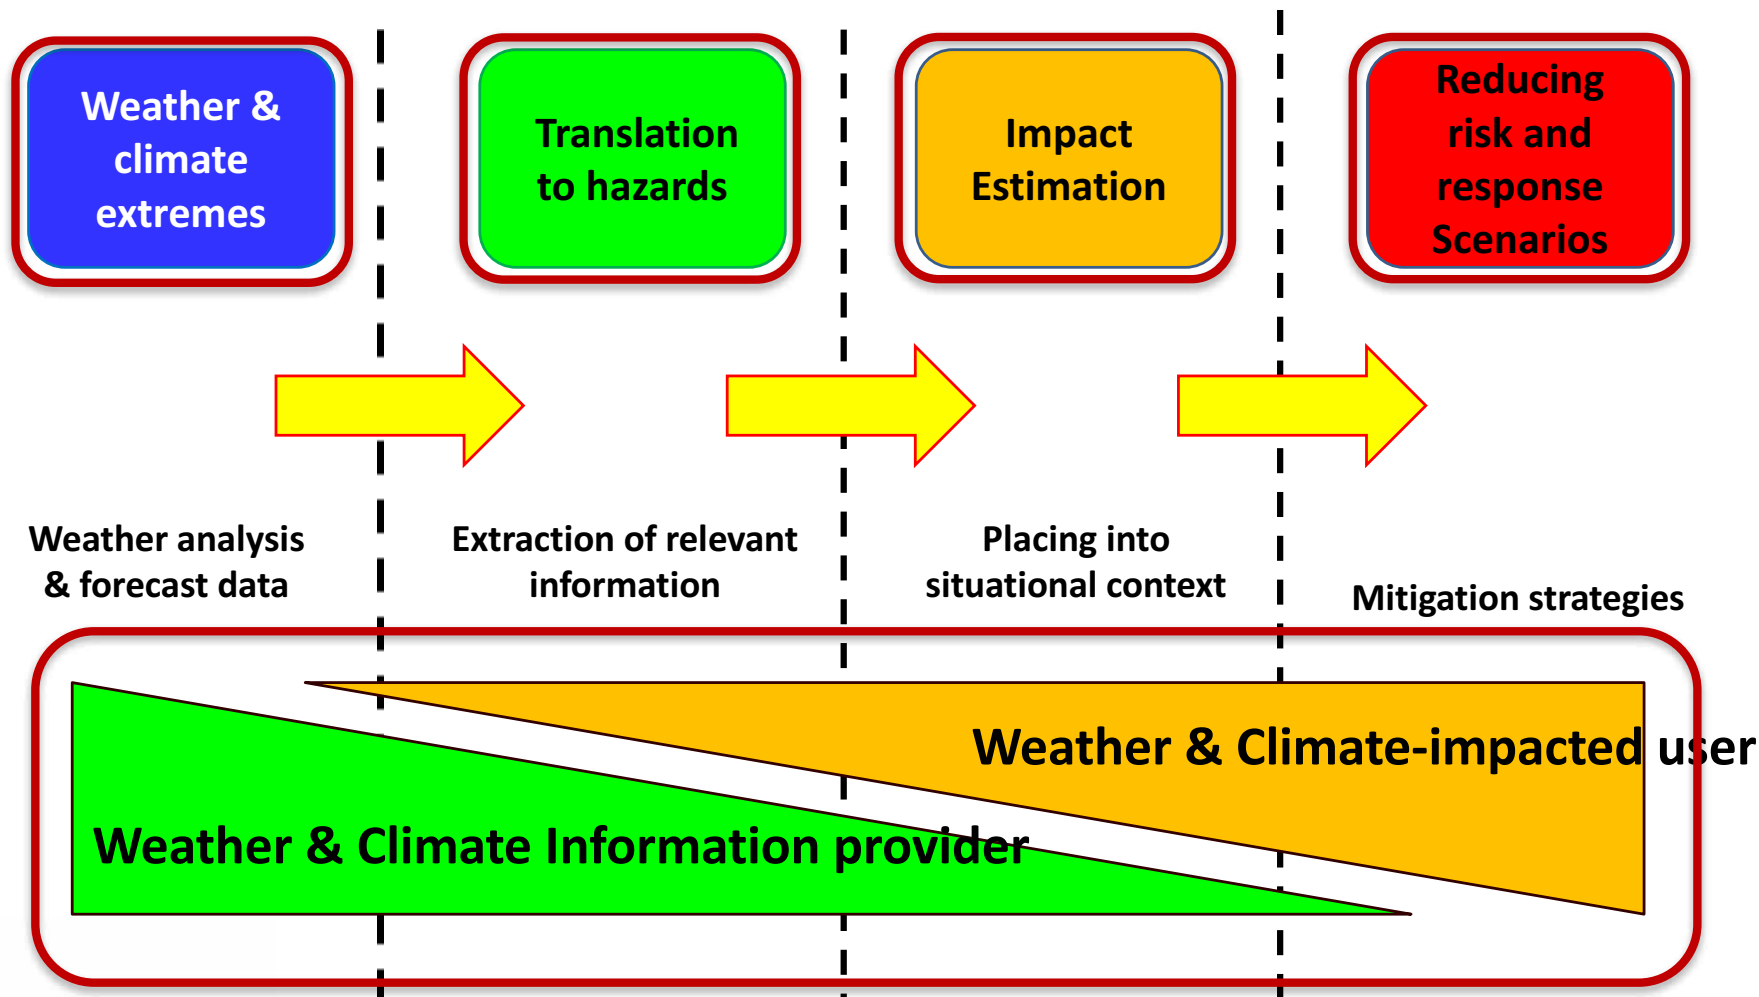 Weather &
climate
extremes
Translation
to hazards
Impact
Estimation
Reducing
risk and
response
Scenarios
Weather analysis
& forecast data
Extraction of relevant
information
Placing into
situational context
Mitigation strategies
Weather & Climate-impacted user
Weather & Climate Information provider